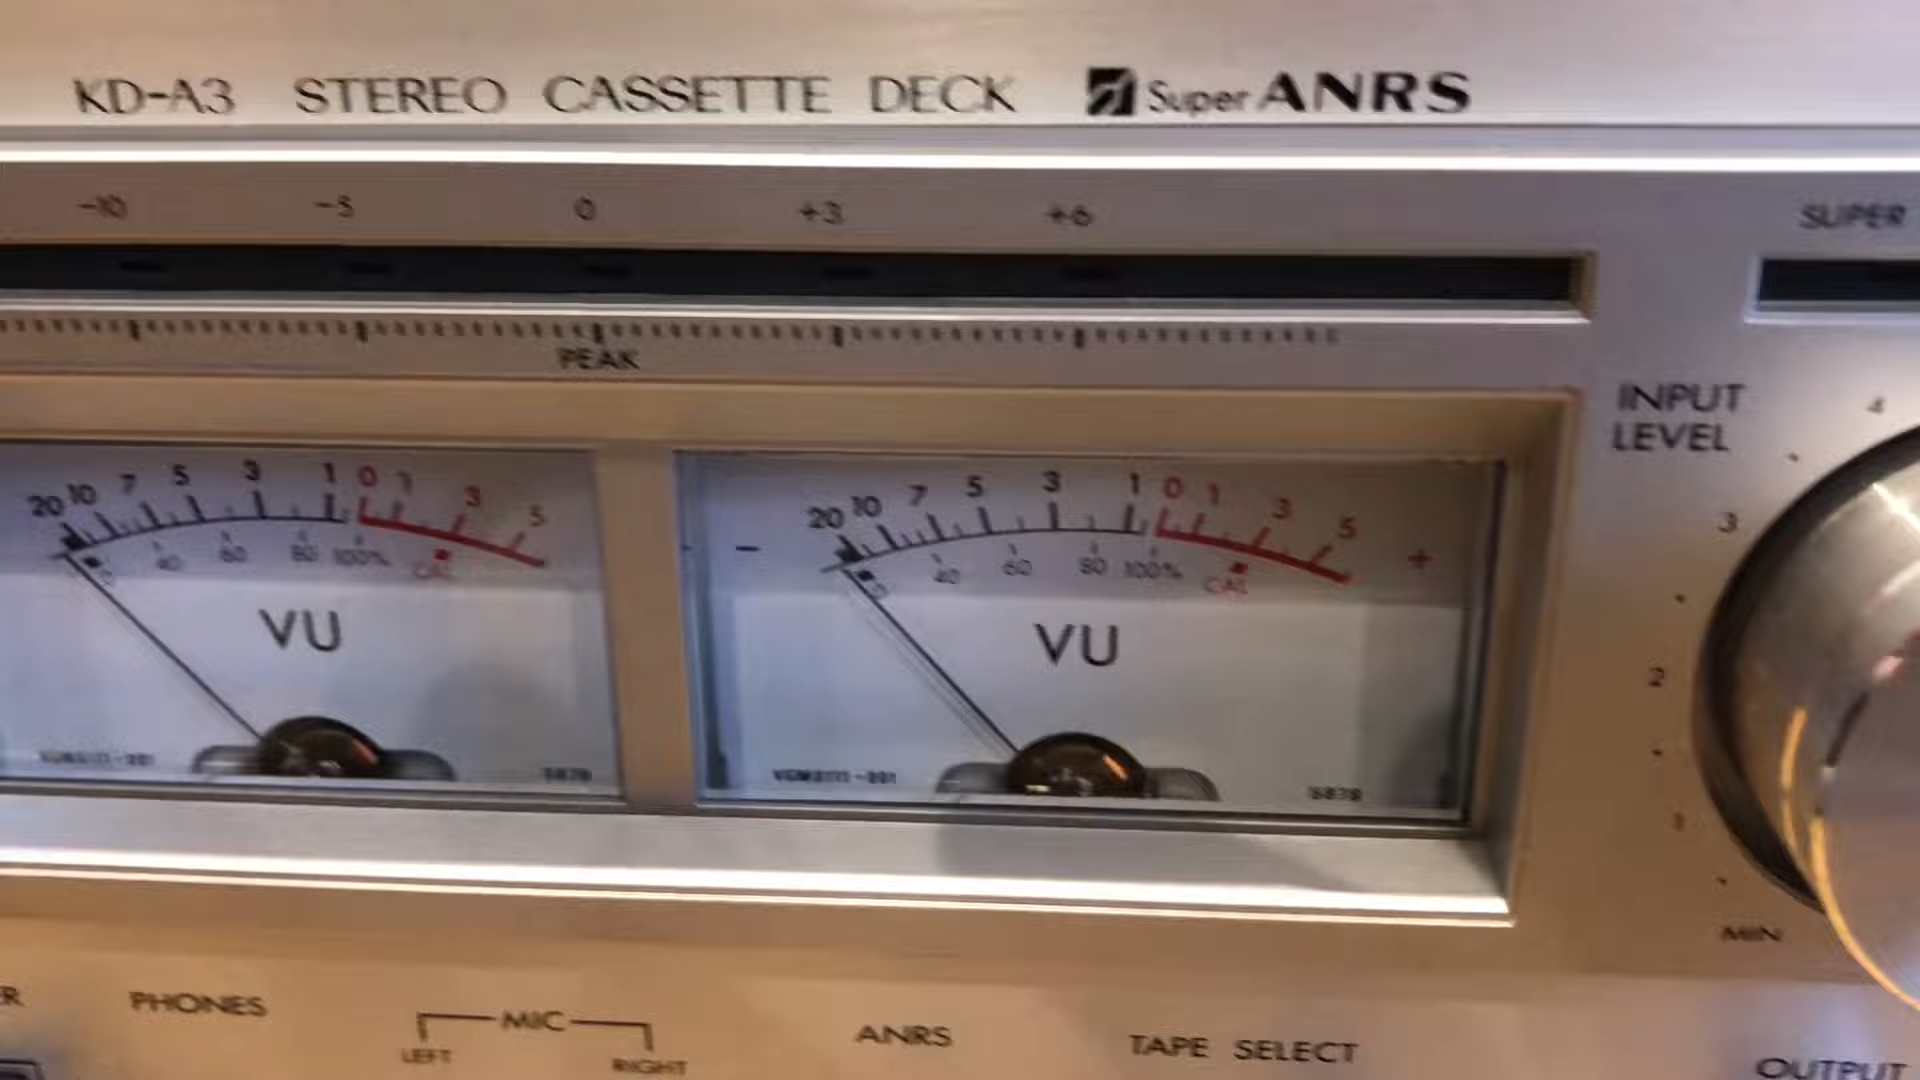 KD-A3 STEREO CASSETTE DECK Super ANRS
-10 -5 0 +3 +6
SUPER
PEAK
INPUT
LEVEL
4
3
2
1
MIN
20 10 7 5 3 1 0 1 3 5
0 40 60 80 100% CAL
VU
20 10 7 5 3 1 0 1 3 5
- +
0 40 60 80 100% CAL
VU
PHONES
MIC
LEFT RIGHT
ANRS
TAPE SELECT
OUTPUT